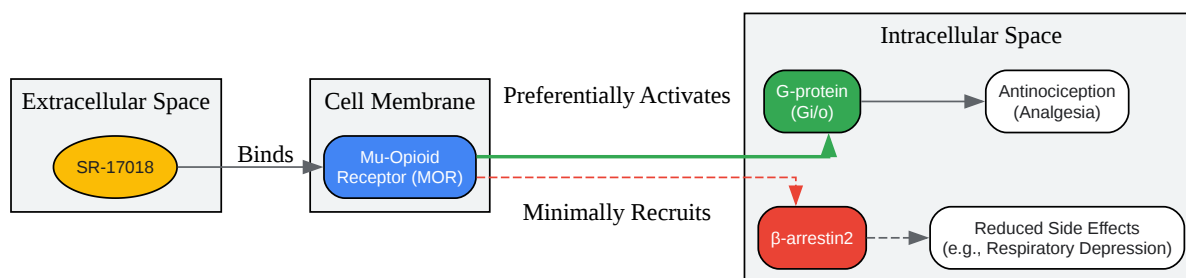 Extracellular Space
SR-17018
Binds
Cell Membrane
Mu-Opioid
Receptor (MOR)
Preferentially Activates
Minimally Recruits
Intracellular Space
G-protein
(Gi/o)
Antinociception
(Analgesia)
β-arrestin2
Reduced Side Effects
(e.g., Respiratory Depression)